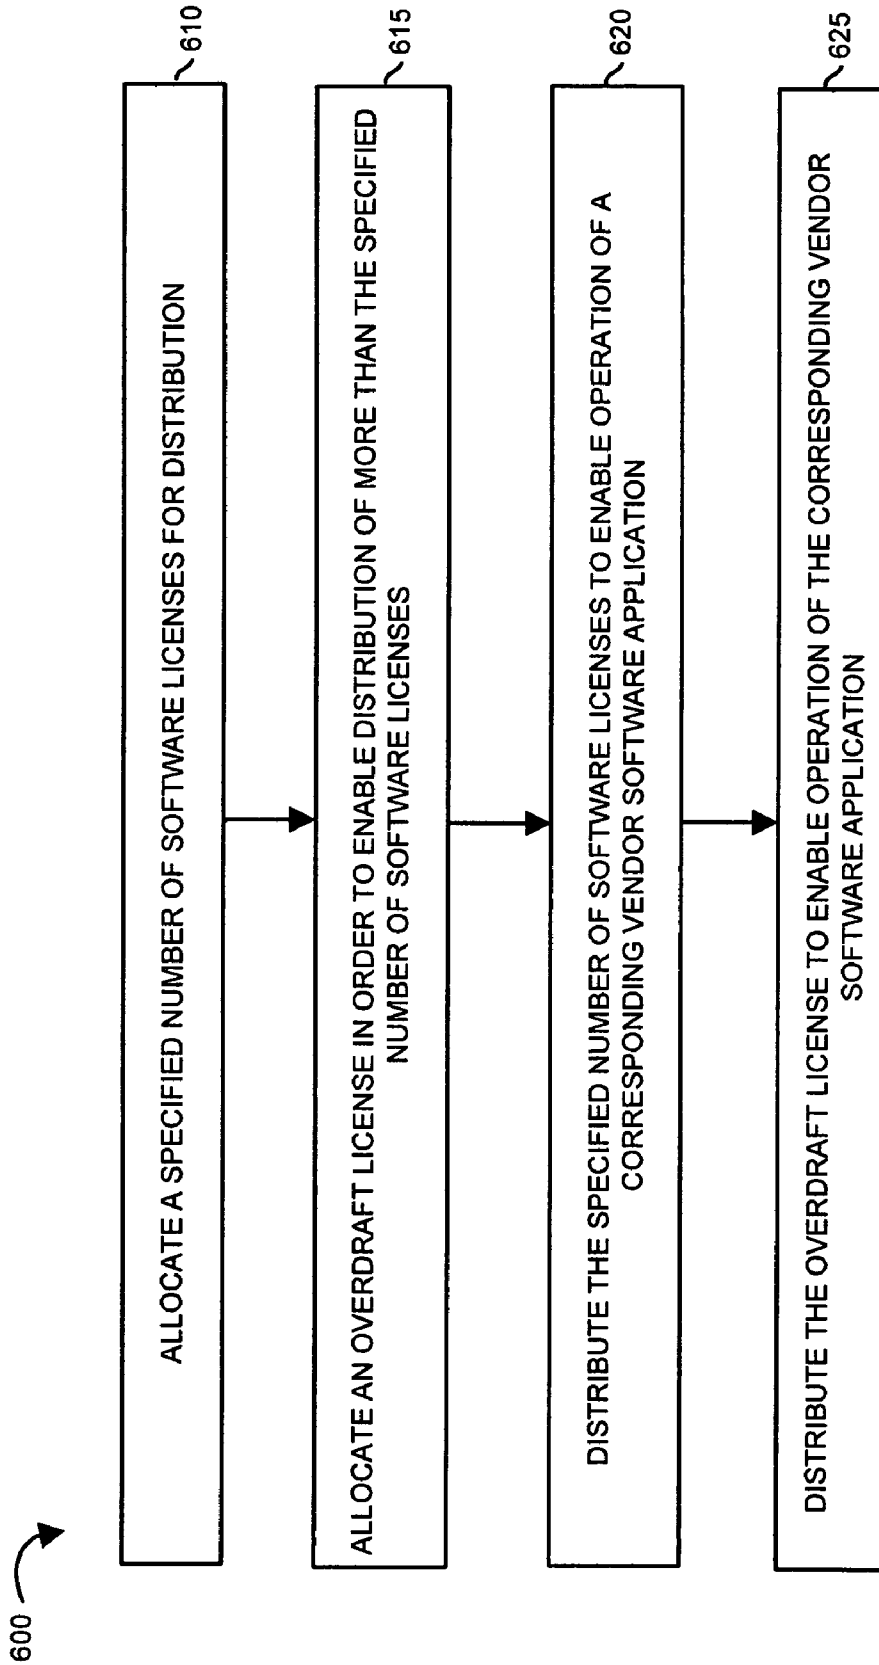 600
ALLOCATE A SPECIFIED NUMBER OF SOFTWARE LICENSES FOR DISTRIBUTION
610
ALLOCATE AN OVERDRAFT LICENSE IN ORDER TO ENABLE DISTRIBUTION OF MORE THAN THE SPECIFIED
NUMBER OF SOFTWARE LICENSES
615
DISTRIBUTE THE SPECIFIED NUMBER OF SOFTWARE LICENSES TO ENABLE OPERATION OF A
CORRESPONDING VENDOR SOFTWARE APPLICATION
620
DISTRIBUTE THE OVERDRAFT LICENSE TO ENABLE OPERATION OF THE CORRESPONDING VENDOR
SOFTWARE APPLICATION
625